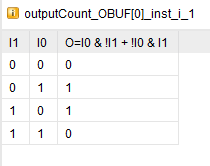 outputCount_OBUF[0]_inst_i_1
I1 I0 O=I0 & !I1 + !I0 & I1
0 0 0
0 1 1
1 0 1
1 1 0